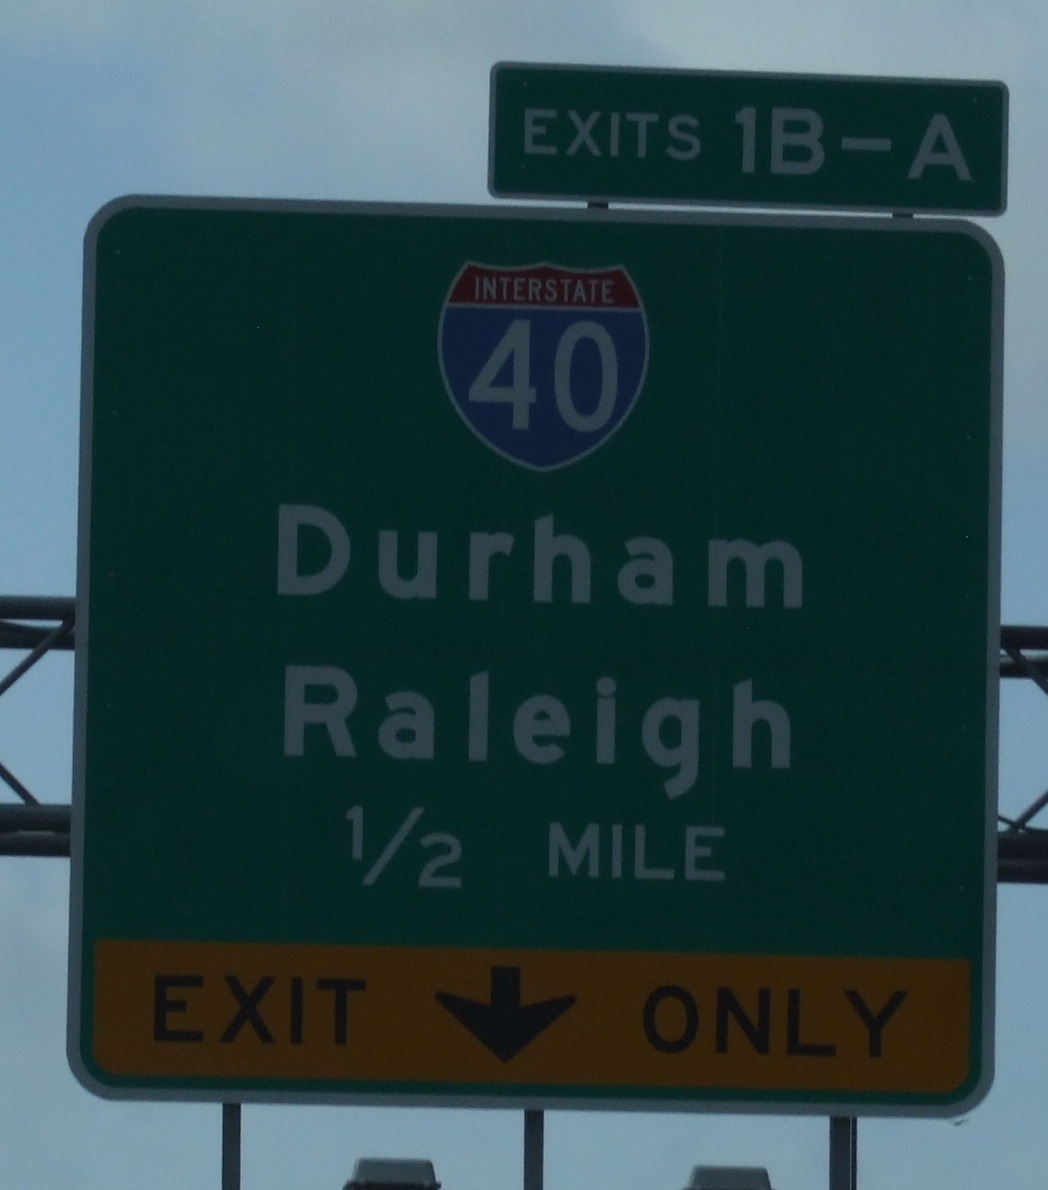 EXITS 1B-A
INTERSTATE
40
Durham
Raleigh
1/2 MILE
EXIT ONLY